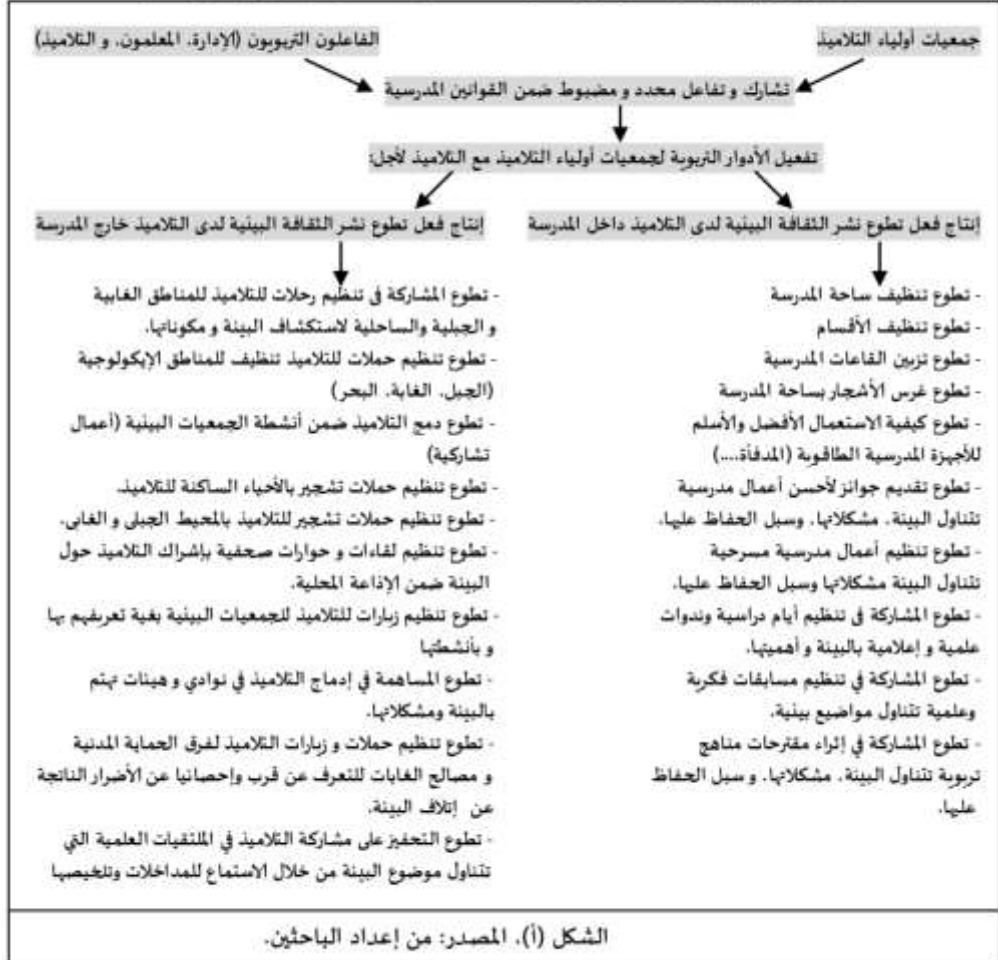 جمعيات أولياء التلاميذ
الفاعلون التربويون (الإدارة، المعلمون، و التلاميذ)
تشارك و تفاعل محدد و مضبوط ضمن القوانين المدرسية
تفعيل الأدوار التربوية لجمعيات أولياء التلاميذ مع التلاميذ لأجل:
إنتاج فعل تطوع نشر الثقافة البيئية لدى التلاميذ داخل المدرسة
- تطوع تنظيف ساحة المدرسة
- تطوع تنظيف الأقسام
- تطوع تزيين القاعات المدرسية
- تطوع غرس الأشجار بساحة المدرسة
- تطوع كيفية الاستعمال الأفضل والأسلم
للأجهزة المدرسية الطاقوية (المدفأة....)
- تطوع تقديم جوائز لأحسن أعمال مدرسية
تتناول البيئة، مشكلاتها، وسبل الحفاظ عليها.
- تطوع تنظيم أعمال مدرسية مسرحية
تتناول البيئة مشكلاتها وسبل الحفاظ عليها.
- تطوع المشاركة في تنظيم أيام دراسية وندوات
علمية و إعلامية بالبيئة و أهميتها.
- تطوع المشاركة في تنظيم مسابقات فكرية
وعلمية تتناول مواضيع بيئية.
- تطوع المشاركة في إثراء مقترحات مناهج
تربوية تتناول البيئة، مشكلاتها، و سبل الحفاظ
عليها.
إنتاج فعل تطوع نشر الثقافة البيئية لدى التلاميذ خارج المدرسة
- تطوع المشاركة في تنظيم رحلات للتلاميذ للمناطق الغابية
و الجبلية والساحلية لاستكشاف البيئة و مكوناتها.
- تطوع تنظيم حملات للتلاميذ تنظيف للمناطق الإيكولوجية
(الجبل، الغابة، البحر)
- تطوع دمج التلاميذ ضمن أنشطة الجمعيات البيئية (أعمال
تشاركية)
- تطوع تنظيم حملات تشجير بالأحياء الساكنة للتلاميذ.
- تطوع تنظيم حملات تشجير للتلاميذ بالمحيط الجبلي و الغابي.
- تطوع تنظيم لقاءات و حوارات صحفية بإشراك التلاميذ حول
البيئة ضمن الإذاعة المحلية.
- تطوع تنظيم زيارات للتلاميذ للجمعيات البيئية بغية تعريفهم بها
و بأنشطتها
- تطوع المساهمة في إدماج التلاميذ في نوادي و هيئات تهتم
بالبيئة ومشكلاتها.
- تطوع تنظيم حملات و زيارات التلاميذ لفرق الحماية المدنية
و مصالح الغابات للتعرف عن قرب وإحصائيا عن الأضرار الناتجة
عن إتلاف البيئة.
- تطوع التحفيز على مشاركة التلاميذ في الملتقيات العلمية التي
تتناول موضوع البيئة من خلال الاستماع للمداخلات وتلخيصها
الشكل (أ). المصدر: من إعداد الباحثين.